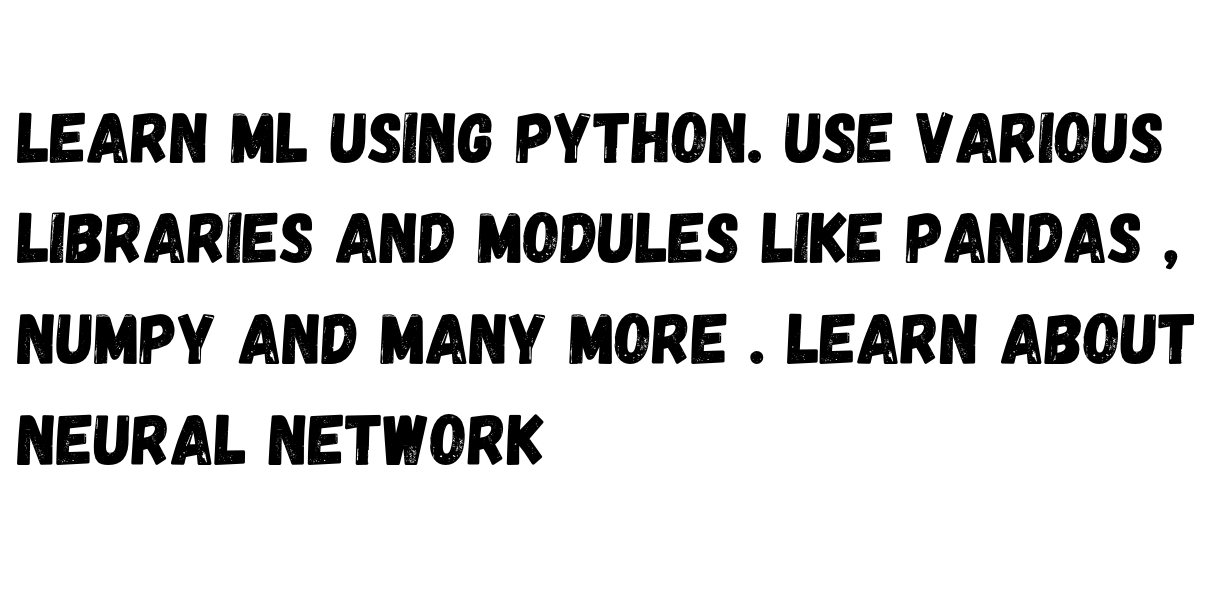 LEARN ML USING PYTHON. USE VARIOUS
LIBRARIES AND MODULES LIKE PANDAS ,
NUMPY AND MANY MORE . LEARN ABOUT
NEURAL NETWORK